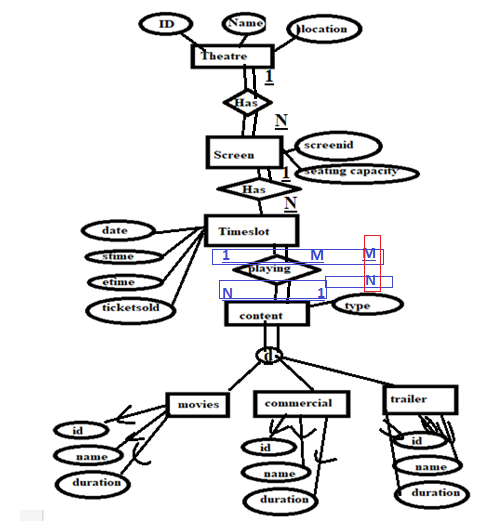 ID
Name
location
Theatre
1
Has
N
Screen
screenid
seating capacity
1
Has
N
Timeslot
date
stime
etime
ticketsold
1 M M
playing
N 1 N
content
type
d
movies
commercial
trailer
id
name
duration
id
name
duration
id
name
duration